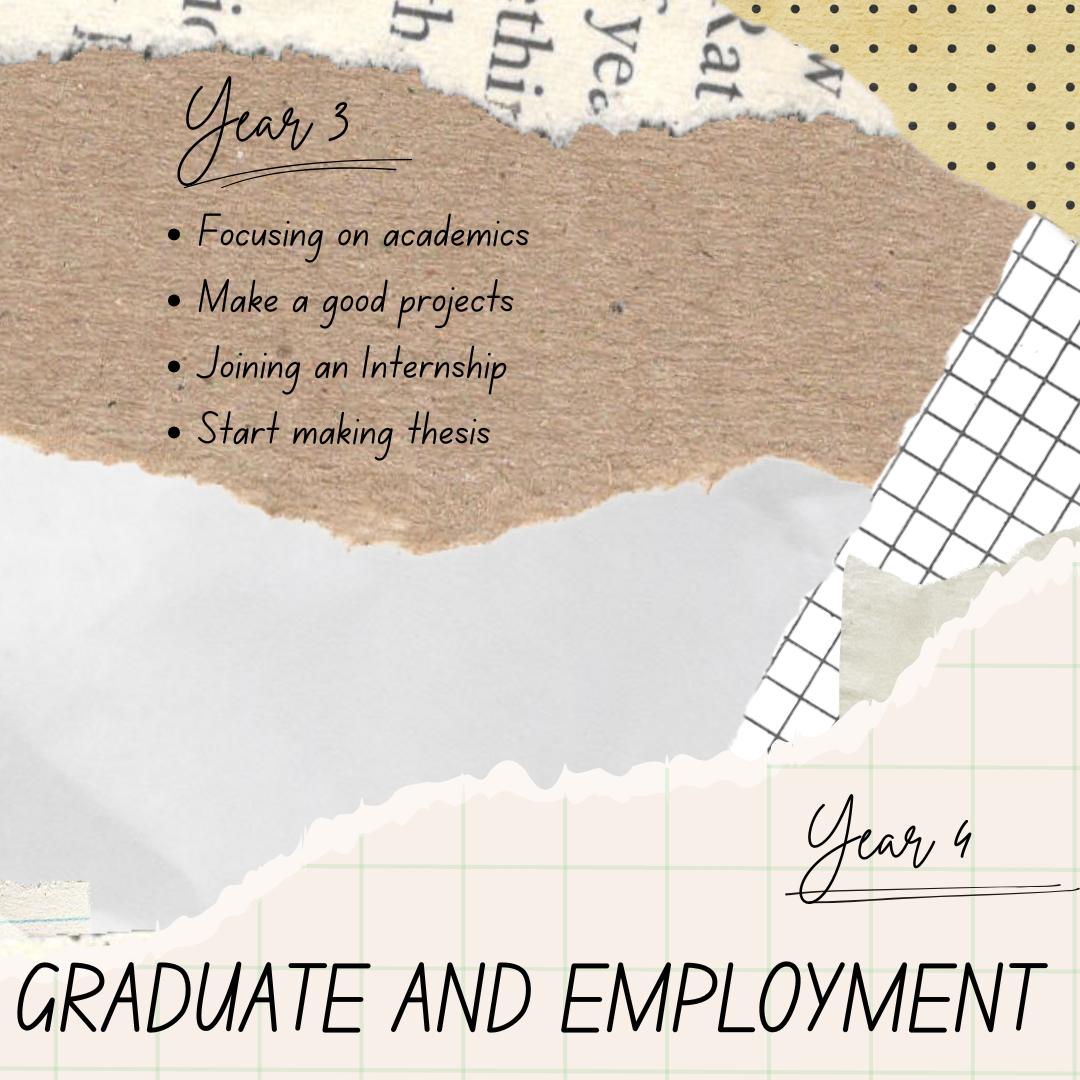 Year 3
• Focusing on academics
• Make a good projects
• Joining an Internship
• Start making thesis
Year 4
GRADUATE AND EMPLOYMENT